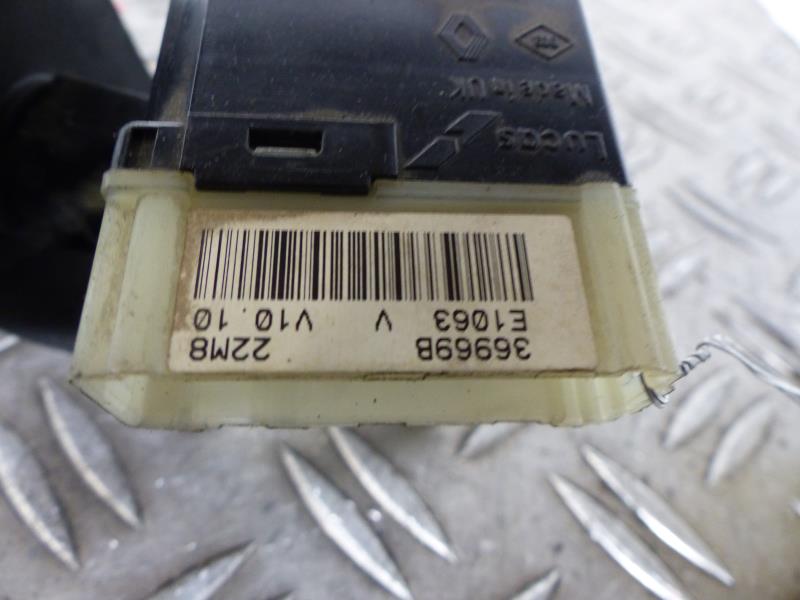 36969B 22M8
E1063 V V10.10
Lucas
Made in UK